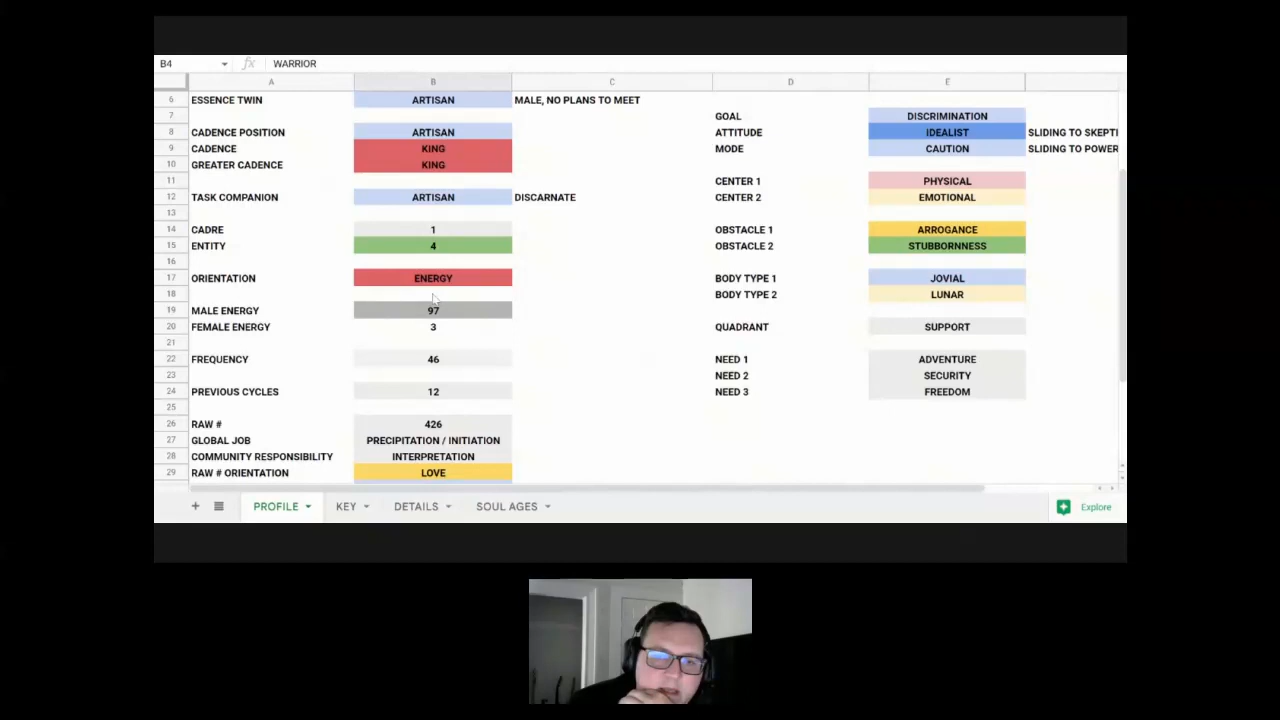 B4 fx WARRIOR
A B C D E
6 ESSENCE TWIN ARTISAN MALE, NO PLANS TO MEET
7 GOAL DISCRIMINATION
8 CADENCE POSITION ARTISAN ATTITUDE IDEALIST SLIDING TO SKEPTI
9 CADENCE KING MODE CAUTION SLIDING TO POWER
10 GREATER CADENCE KING
11 CENTER 1 PHYSICAL
12 TASK COMPANION ARTISAN DISCARNATE CENTER 2 EMOTIONAL
13
14 CADRE 1 OBSTACLE 1 ARROGANCE
15 ENTITY 4 OBSTACLE 2 STUBBORNNESS
16
17 ORIENTATION ENERGY BODY TYPE 1 JOVIAL
18 BODY TYPE 2 LUNAR
19 MALE ENERGY 97
20 FEMALE ENERGY 3 QUADRANT SUPPORT
21
22 FREQUENCY 46 NEED 1 ADVENTURE
23 NEED 2 SECURITY
24 PREVIOUS CYCLES 12 NEED 3 FREEDOM
25
26 RAW # 426
27 GLOBAL JOB PRECIPITATION / INITIATION
28 COMMUNITY RESPONSIBILITY INTERPRETATION
29 RAW # ORIENTATION LOVE
PROFILE KEY DETAILS SOUL AGES Explore